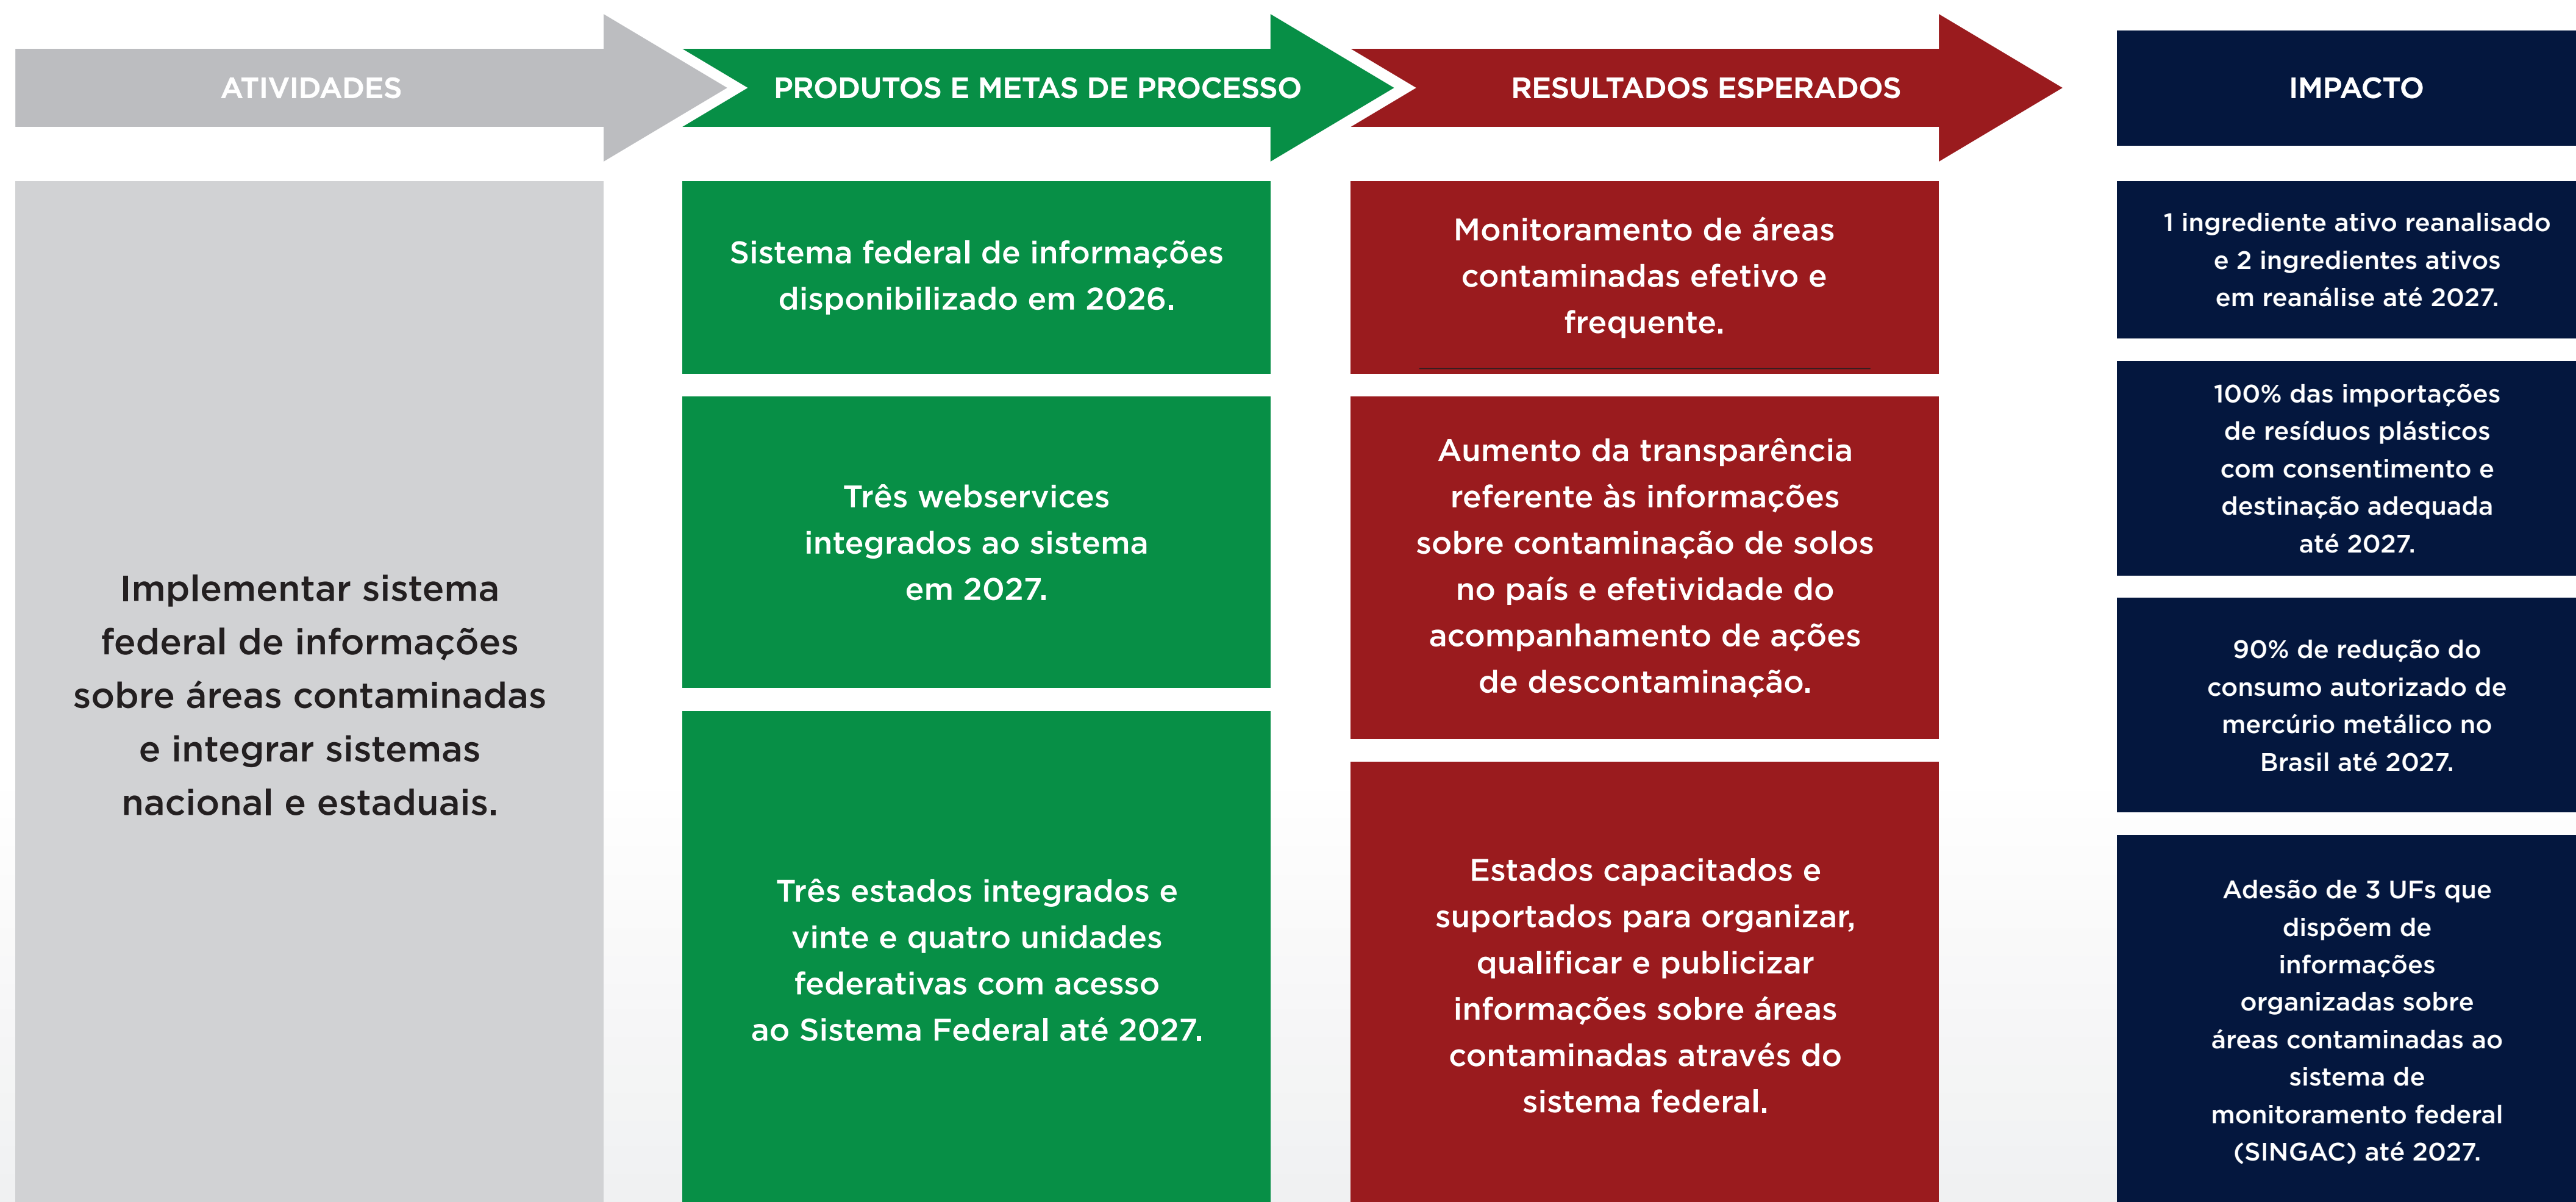 ATIVIDADES
PRODUTOS E METAS DE PROCESSO
RESULTADOS ESPERADOS
IMPACTO
Implementar sistema
federal de informações
sobre áreas contaminadas
e integrar sistemas
nacional e estaduais.
Sistema federal de informações
disponibilizado em 2026.
Três webservices
integrados ao sistema
em 2027.
Três estados integrados e
vinte e quatro unidades
federativas com acesso
ao Sistema Federal até 2027.
Monitoramento de áreas
contaminadas efetivo e
frequente.
Aumento da transparência
referente às informações
sobre contaminação de solos
no país e efetividade do
acompanhamento de ações
de descontaminação.
Estados capacitados e
suportados para organizar,
qualificar e publicizar
informações sobre áreas
contaminadas através do
sistema federal.
1 ingrediente ativo reanalisado
e 2 ingredientes ativos
em reanálise até 2027.
100% das importações
de resíduos plásticos
com consentimento e
destinação adequada
até 2027.
90% de redução do
consumo autorizado de
mercúrio metálico no
Brasil até 2027.
Adesão de 3 UFs que
dispõem de
informações
organizadas sobre
áreas contaminadas ao
sistema de
monitoramento federal
(SINGAC) até 2027.